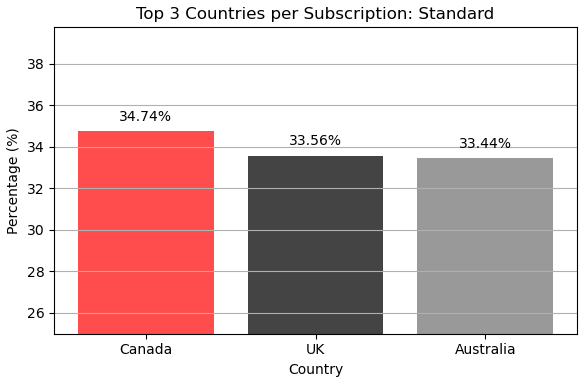 Top 3 Countries per Subscription: Standard
Percentage (%)
38
36
34
32
30
28
26
34.74%
33.56%
33.44%
Canada
UK
Australia
Country